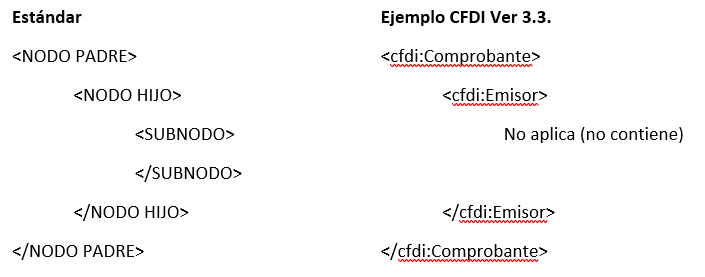 Estándar Ejemplo CFDI Ver 3.3.
<NODO PADRE> <cfdi:Comprobante>
<NODO HIJO> <cfdi:Emisor>
<SUBNODO> No aplica (no contiene)
</SUBNODO>
</NODO HIJO> </cfdi:Emisor>
</NODO PADRE> </cfdi:Comprobante>